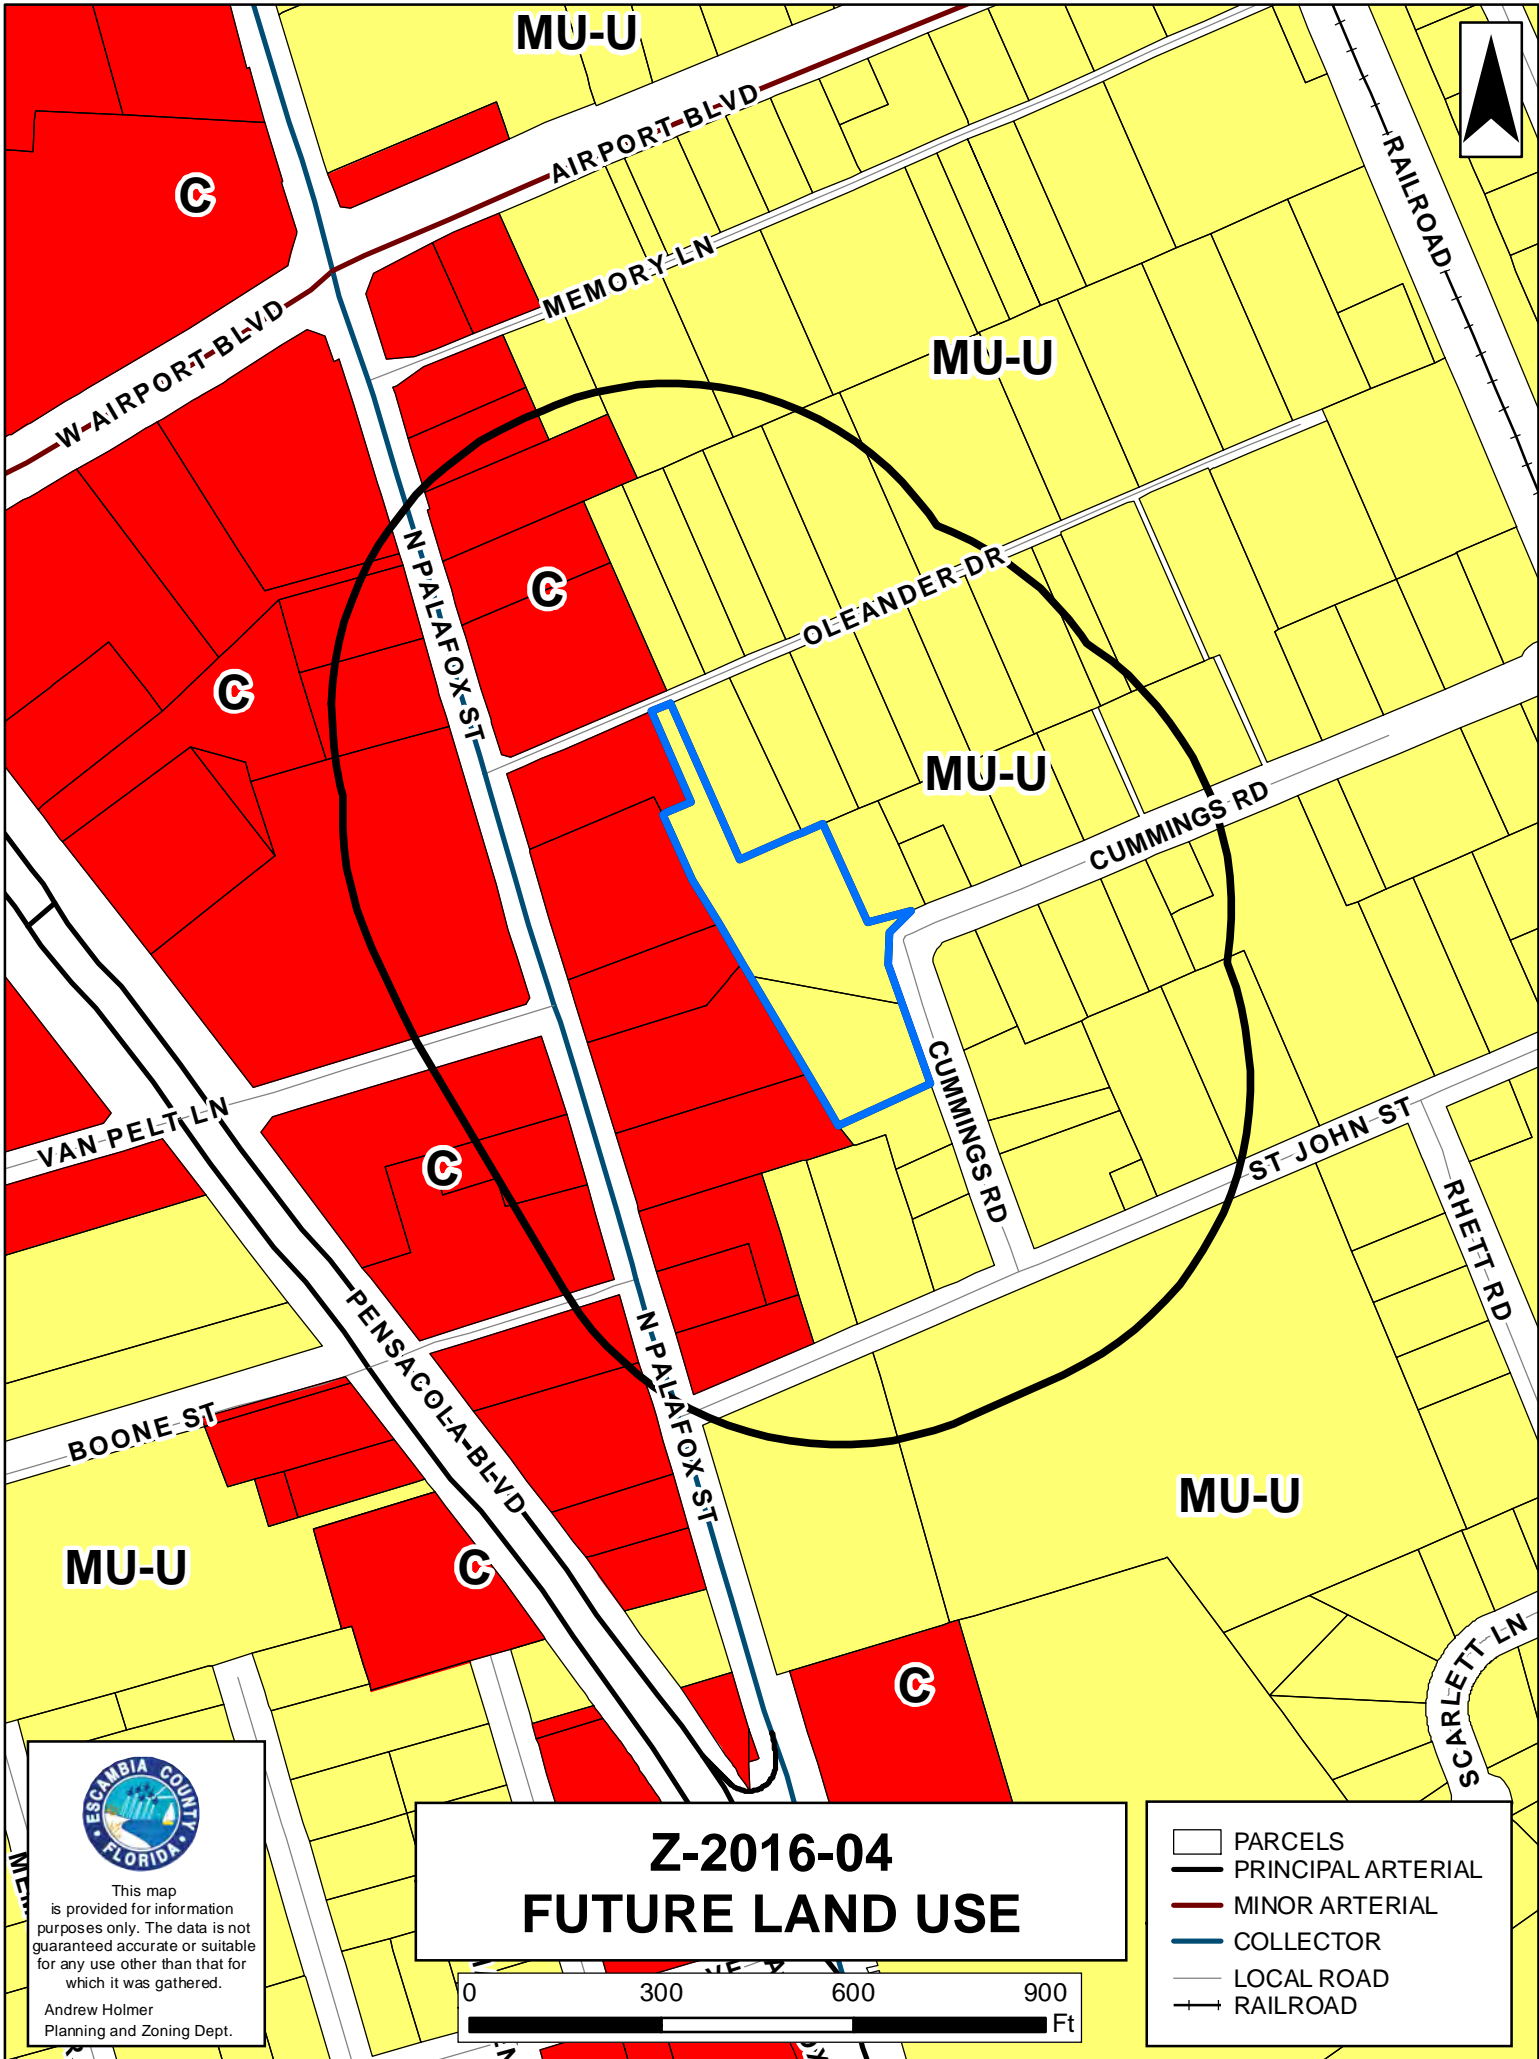 MU-U
AIRPORT BLVD
C
RAILROAD
MEMORY LN
W AIRPORT BLVD
MU-U
N PALAFOX ST
C
OLEANDER DR
C
MU-U
CUMMINGS RD
CUMMINGS RD
VAN PELT LN
C
ST JOHN ST
RHETT RD
PENSACOLA BLVD
N PALAFOX ST
BOONE ST
MU-U
MU-U
C
C
SCARLETT LN
ESCAMBIA COUNTY
FLORIDA
This map
is provided for information
purposes only. The data is not
guaranteed accurate or suitable
for any use other than that for
which it was gathered.
Andrew Holmer
Planning and Zoning Dept.
Z-2016-04
FUTURE LAND USE
0 300 600 900
Ft
PARCELS
PRINCIPAL ARTERIAL
MINOR ARTERIAL
COLLECTOR
LOCAL ROAD
RAILROAD